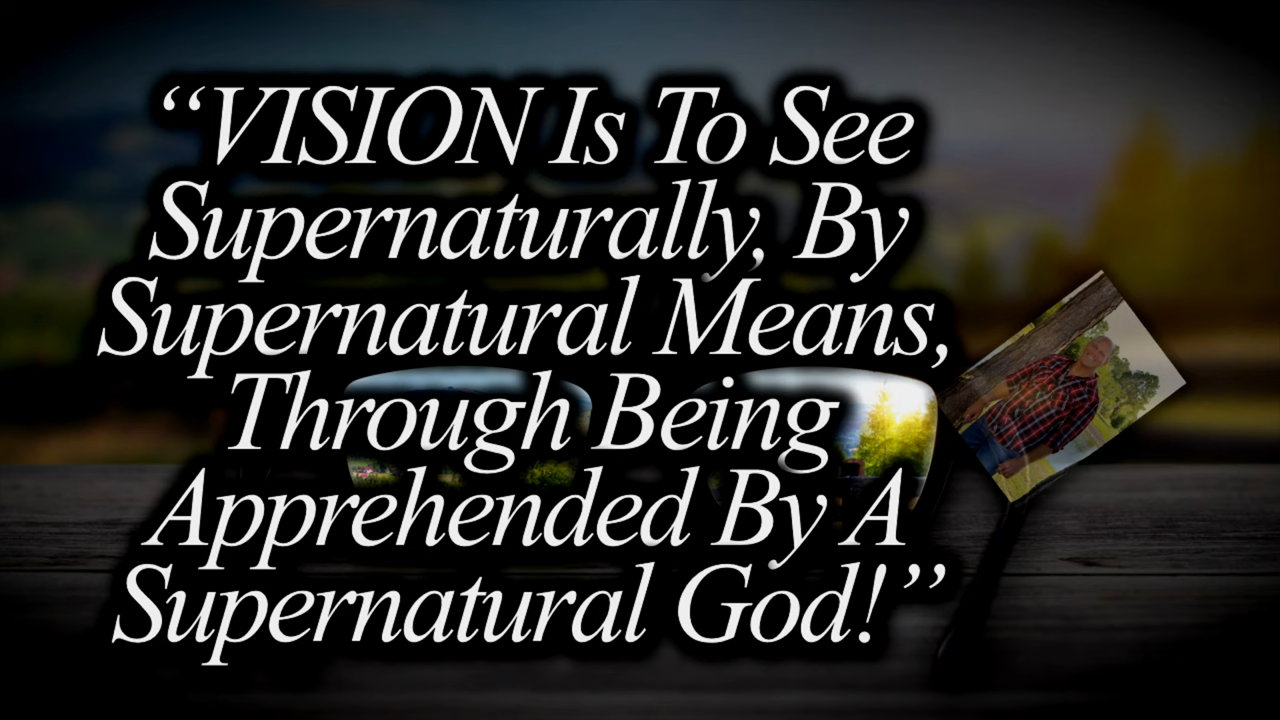 “VISION Is To See
Supernaturally, By
Supernatural Means,
Through Being
Apprehended By A
Supernatural God!”